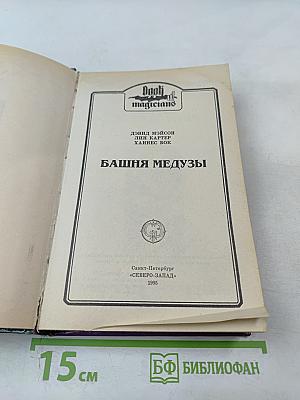 Book of
magicians
ДЭВИД МЭЙСОН
ЛИН КАРТЕР
ХАННЕС БОК
БАШНЯ МЕДУЗЫ
Санкт-Петербург
«СЕВЕРО-ЗАПАД»
1995
15 см
БФ БИБЛИОФАН